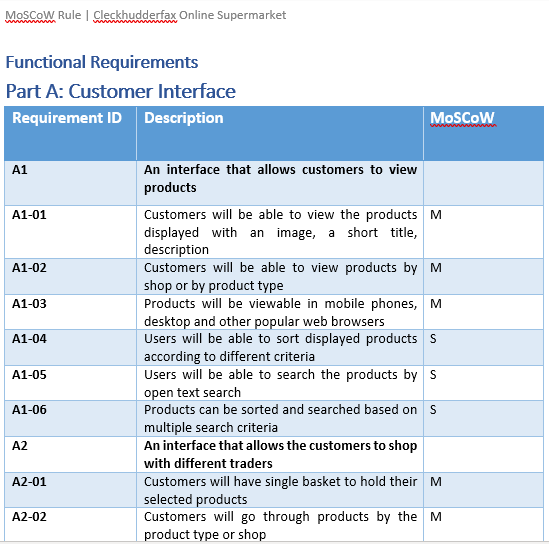 MoSCoW Rule | Cleckhudderfax Online Supermarket
Functional Requirements
Part A: Customer Interface
Requirement ID Description MoSCoW
A1 An interface that allows customers to view
products
A1-01 Customers will be able to view the products M
displayed with an image, a short title,
description
A1-02 Customers will be able to view products by M
shop or by product type
A1-03 Products will be viewable in mobile phones, M
desktop and other popular web browsers
A1-04 Users will be able to sort displayed products S
according to different criteria
A1-05 Users will be able to search the products by S
open text search
A1-06 Products can be sorted and searched based on S
multiple search criteria
A2 An interface that allows the customers to shop
with different traders
A2-01 Customers will have single basket to hold their M
selected products
A2-02 Customers will go through products by the M
product type or shop